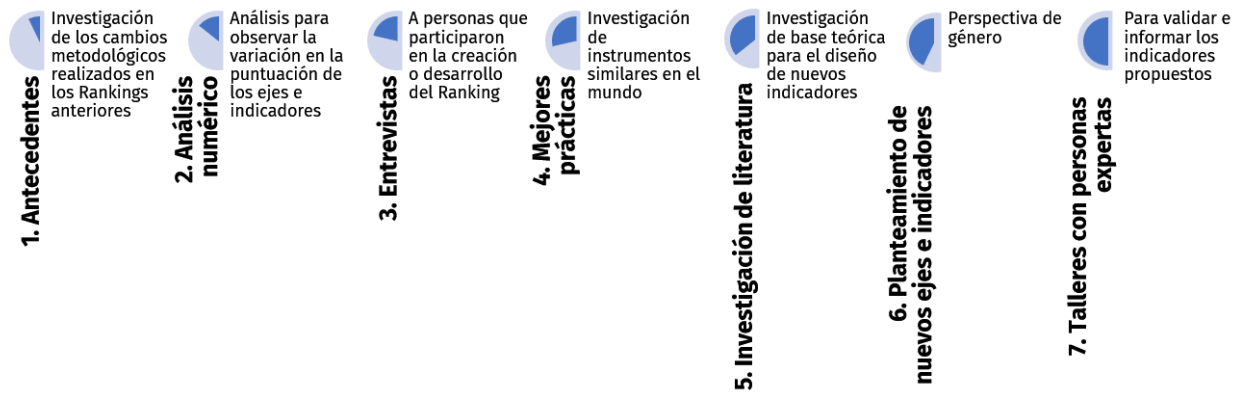 1. Antecedentes
Investigación
de los cambios
metodológicos
realizados en
los Rankings
anteriores
2. Análisis
numérico
Análisis para
observar la
variación en la
puntuación de
los ejes e
indicadores
3. Entrevistas
A personas que
participaron
en la creación
o desarrollo
del Ranking
4. Mejores
prácticas
Investigación
de
instrumentos
similares en el
mundo
5. Investigación de literatura
Investigación
de base teórica
para el diseño
de nuevos
indicadores
6. Planteamiento de
nuevos ejes e indicadores
Perspectiva de
género
7. Talleres con personas
expertas
Para validar e
informar los
indicadores
propuestos